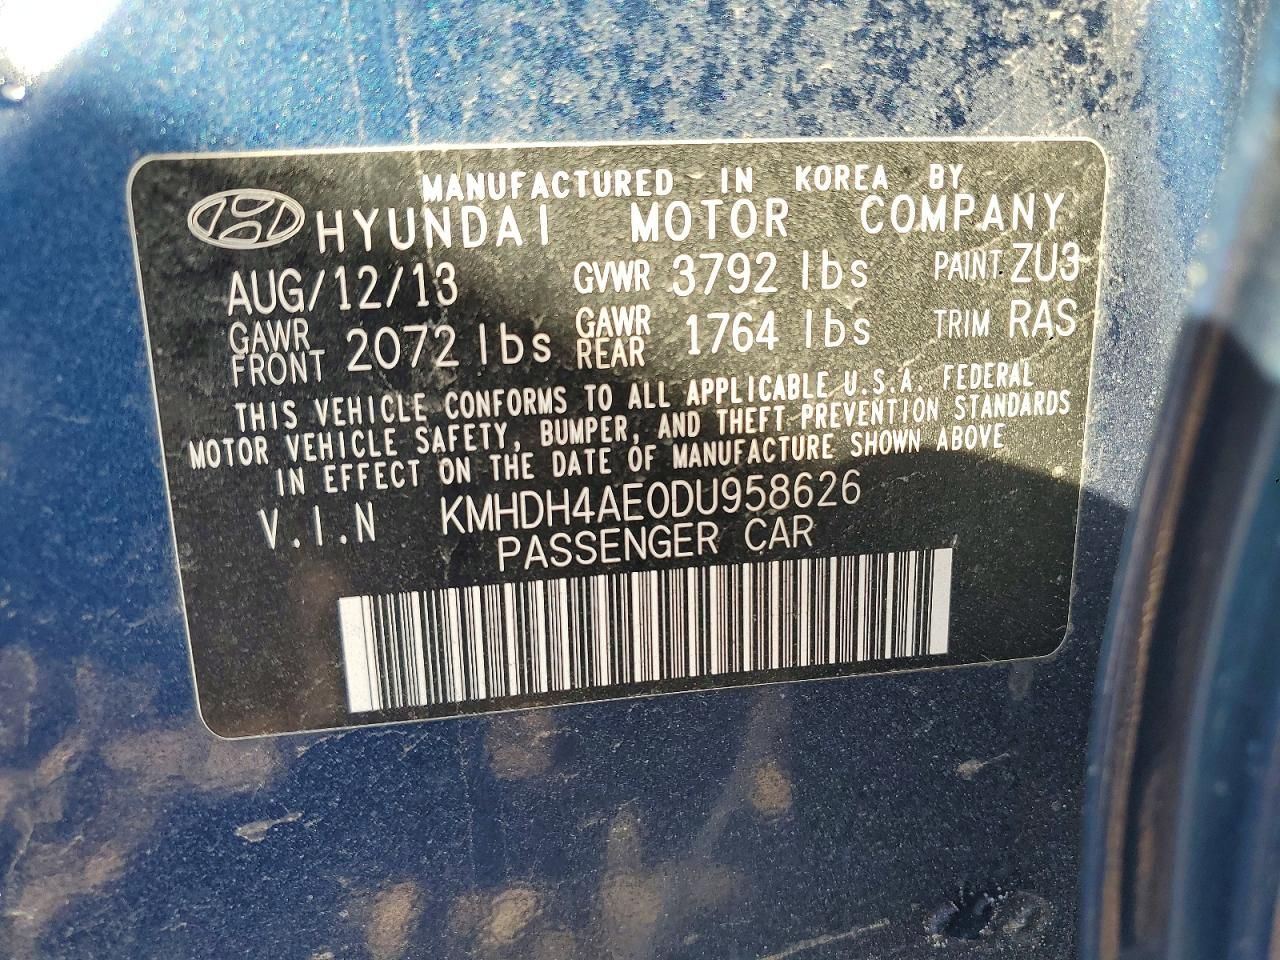 MANUFACTURED IN KOREA BY
HYUNDAI MOTOR COMPANY
AUG/12/13 GVWR 3792 lbs PAINT ZU3
GAWR FRONT 2072 lbs GAWR REAR 1764 lbs TRIM RAS
THIS VEHICLE CONFORMS TO ALL APPLICABLE U.S.A. FEDERAL
MOTOR VEHICLE SAFETY, BUMPER, AND THEFT PREVENTION STANDARDS
IN EFFECT ON THE DATE OF MANUFACTURE SHOWN ABOVE
V.I.N KMHDH4AE0DU958626
PASSENGER CAR